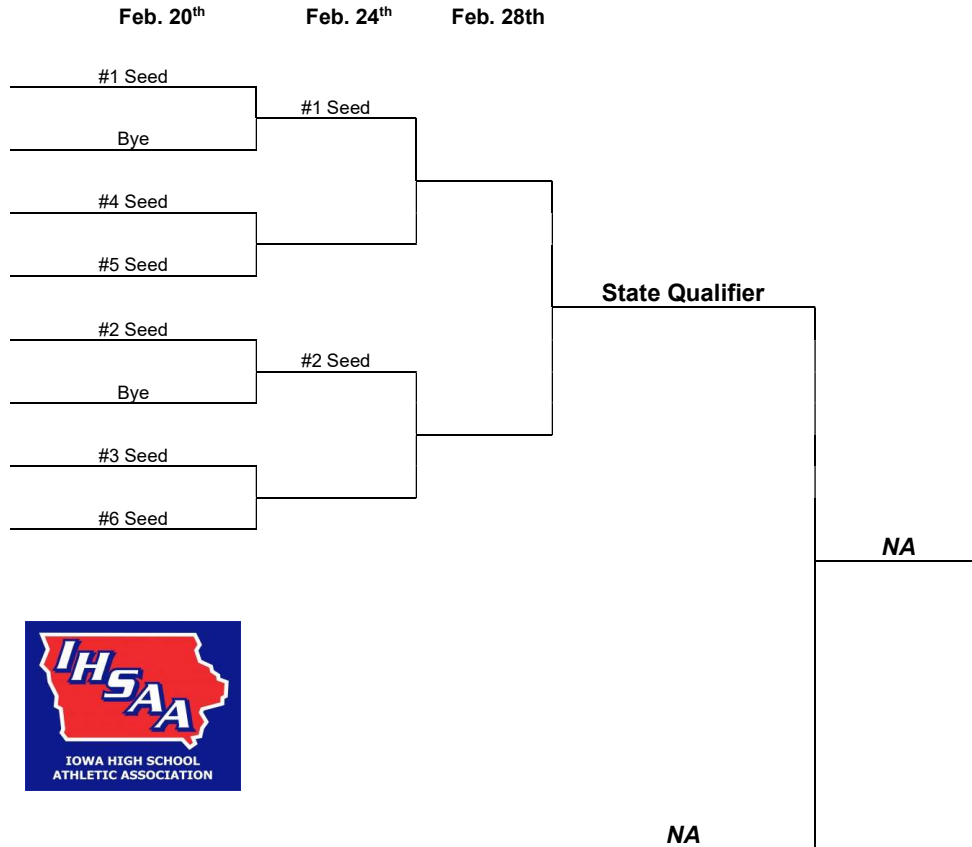 Feb. 20th Feb. 24th Feb. 28th
#1 Seed
#1 Seed
Bye
#4 Seed
#5 Seed
State Qualifier
#2 Seed
#2 Seed
Bye
#3 Seed
#6 Seed
NA
IHSAA
IOWA HIGH SCHOOL
ATHLETIC ASSOCIATION
NA